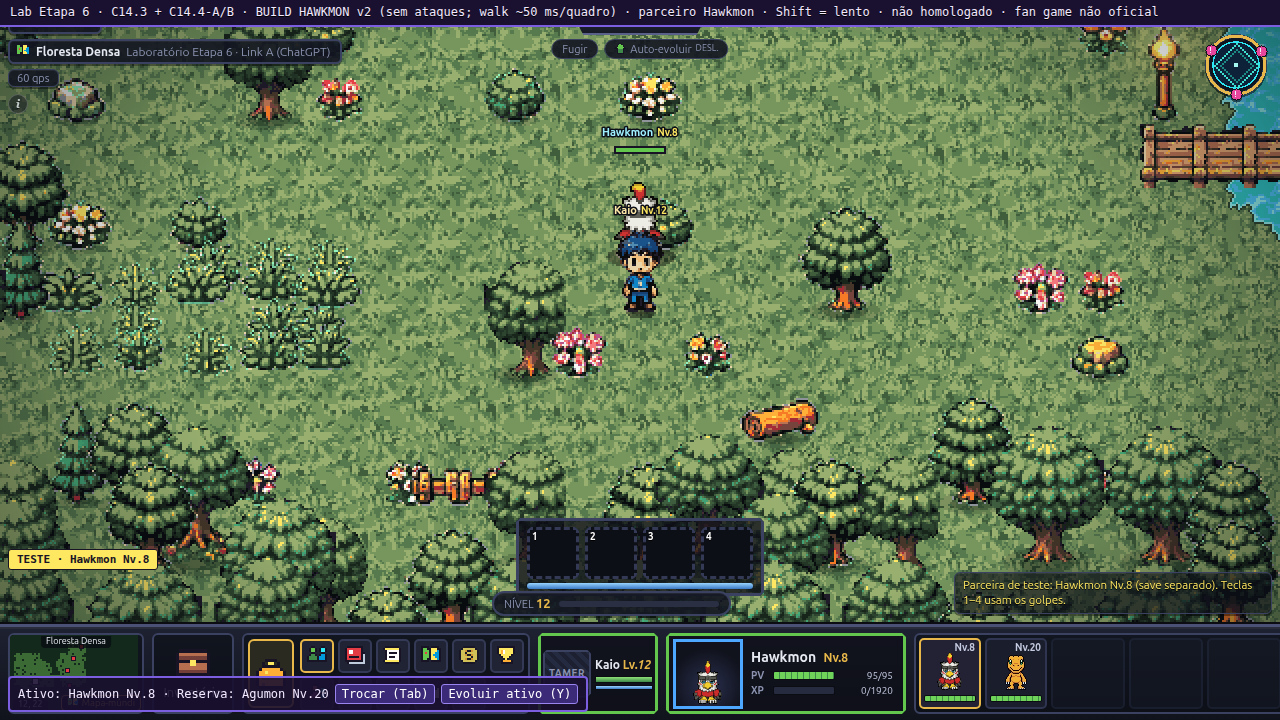 Lab Etapa 6 · C14.3 + C14.4-A/B · BUILD HAWKMON v2 (sem ataques; walk ~50 ms/quadro) · parceiro Hawkmon · Shift = lento · não homologado · fan game não oficial
Floresta Densa Laboratório Etapa 6 · Link A (ChatGPT)
Fugir
Auto-evoluir DESL.
60 qps
i
Hawkmon Nv.8
Kaio Nv.12
1 2 3 4
NÍVEL 12
TESTE · Hawkmon Nv.8
Parceira de teste: Hawkmon Nv.8 (save separado). Teclas
1–4 usam os golpes.
Floresta Densa
TAMER
Kaio Lv.12
Hawkmon Nv.8
PV 95/95
XP 0/1920
Nv.8
Nv.20
Ativo: Hawkmon Nv.8 · Reserva: Agumon Nv.20 Trocar (Tab) Evoluir ativo (Y)